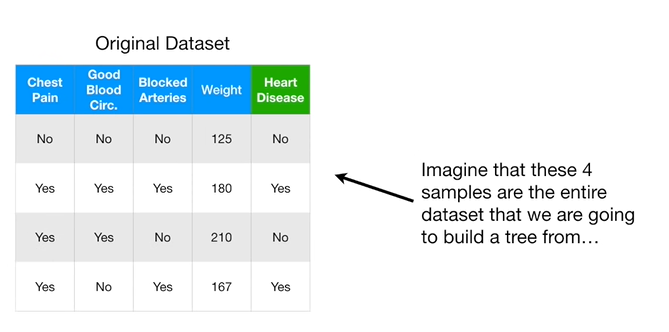 Original Dataset
Chest Pain Good Blood Circ. Blocked Arteries Weight Heart Disease
No No No 125 No
Yes Yes Yes 180 Yes
Yes Yes No 210 No
Yes No Yes 167 Yes
Imagine that these 4
samples are the entire
dataset that we are going
to build a tree from…